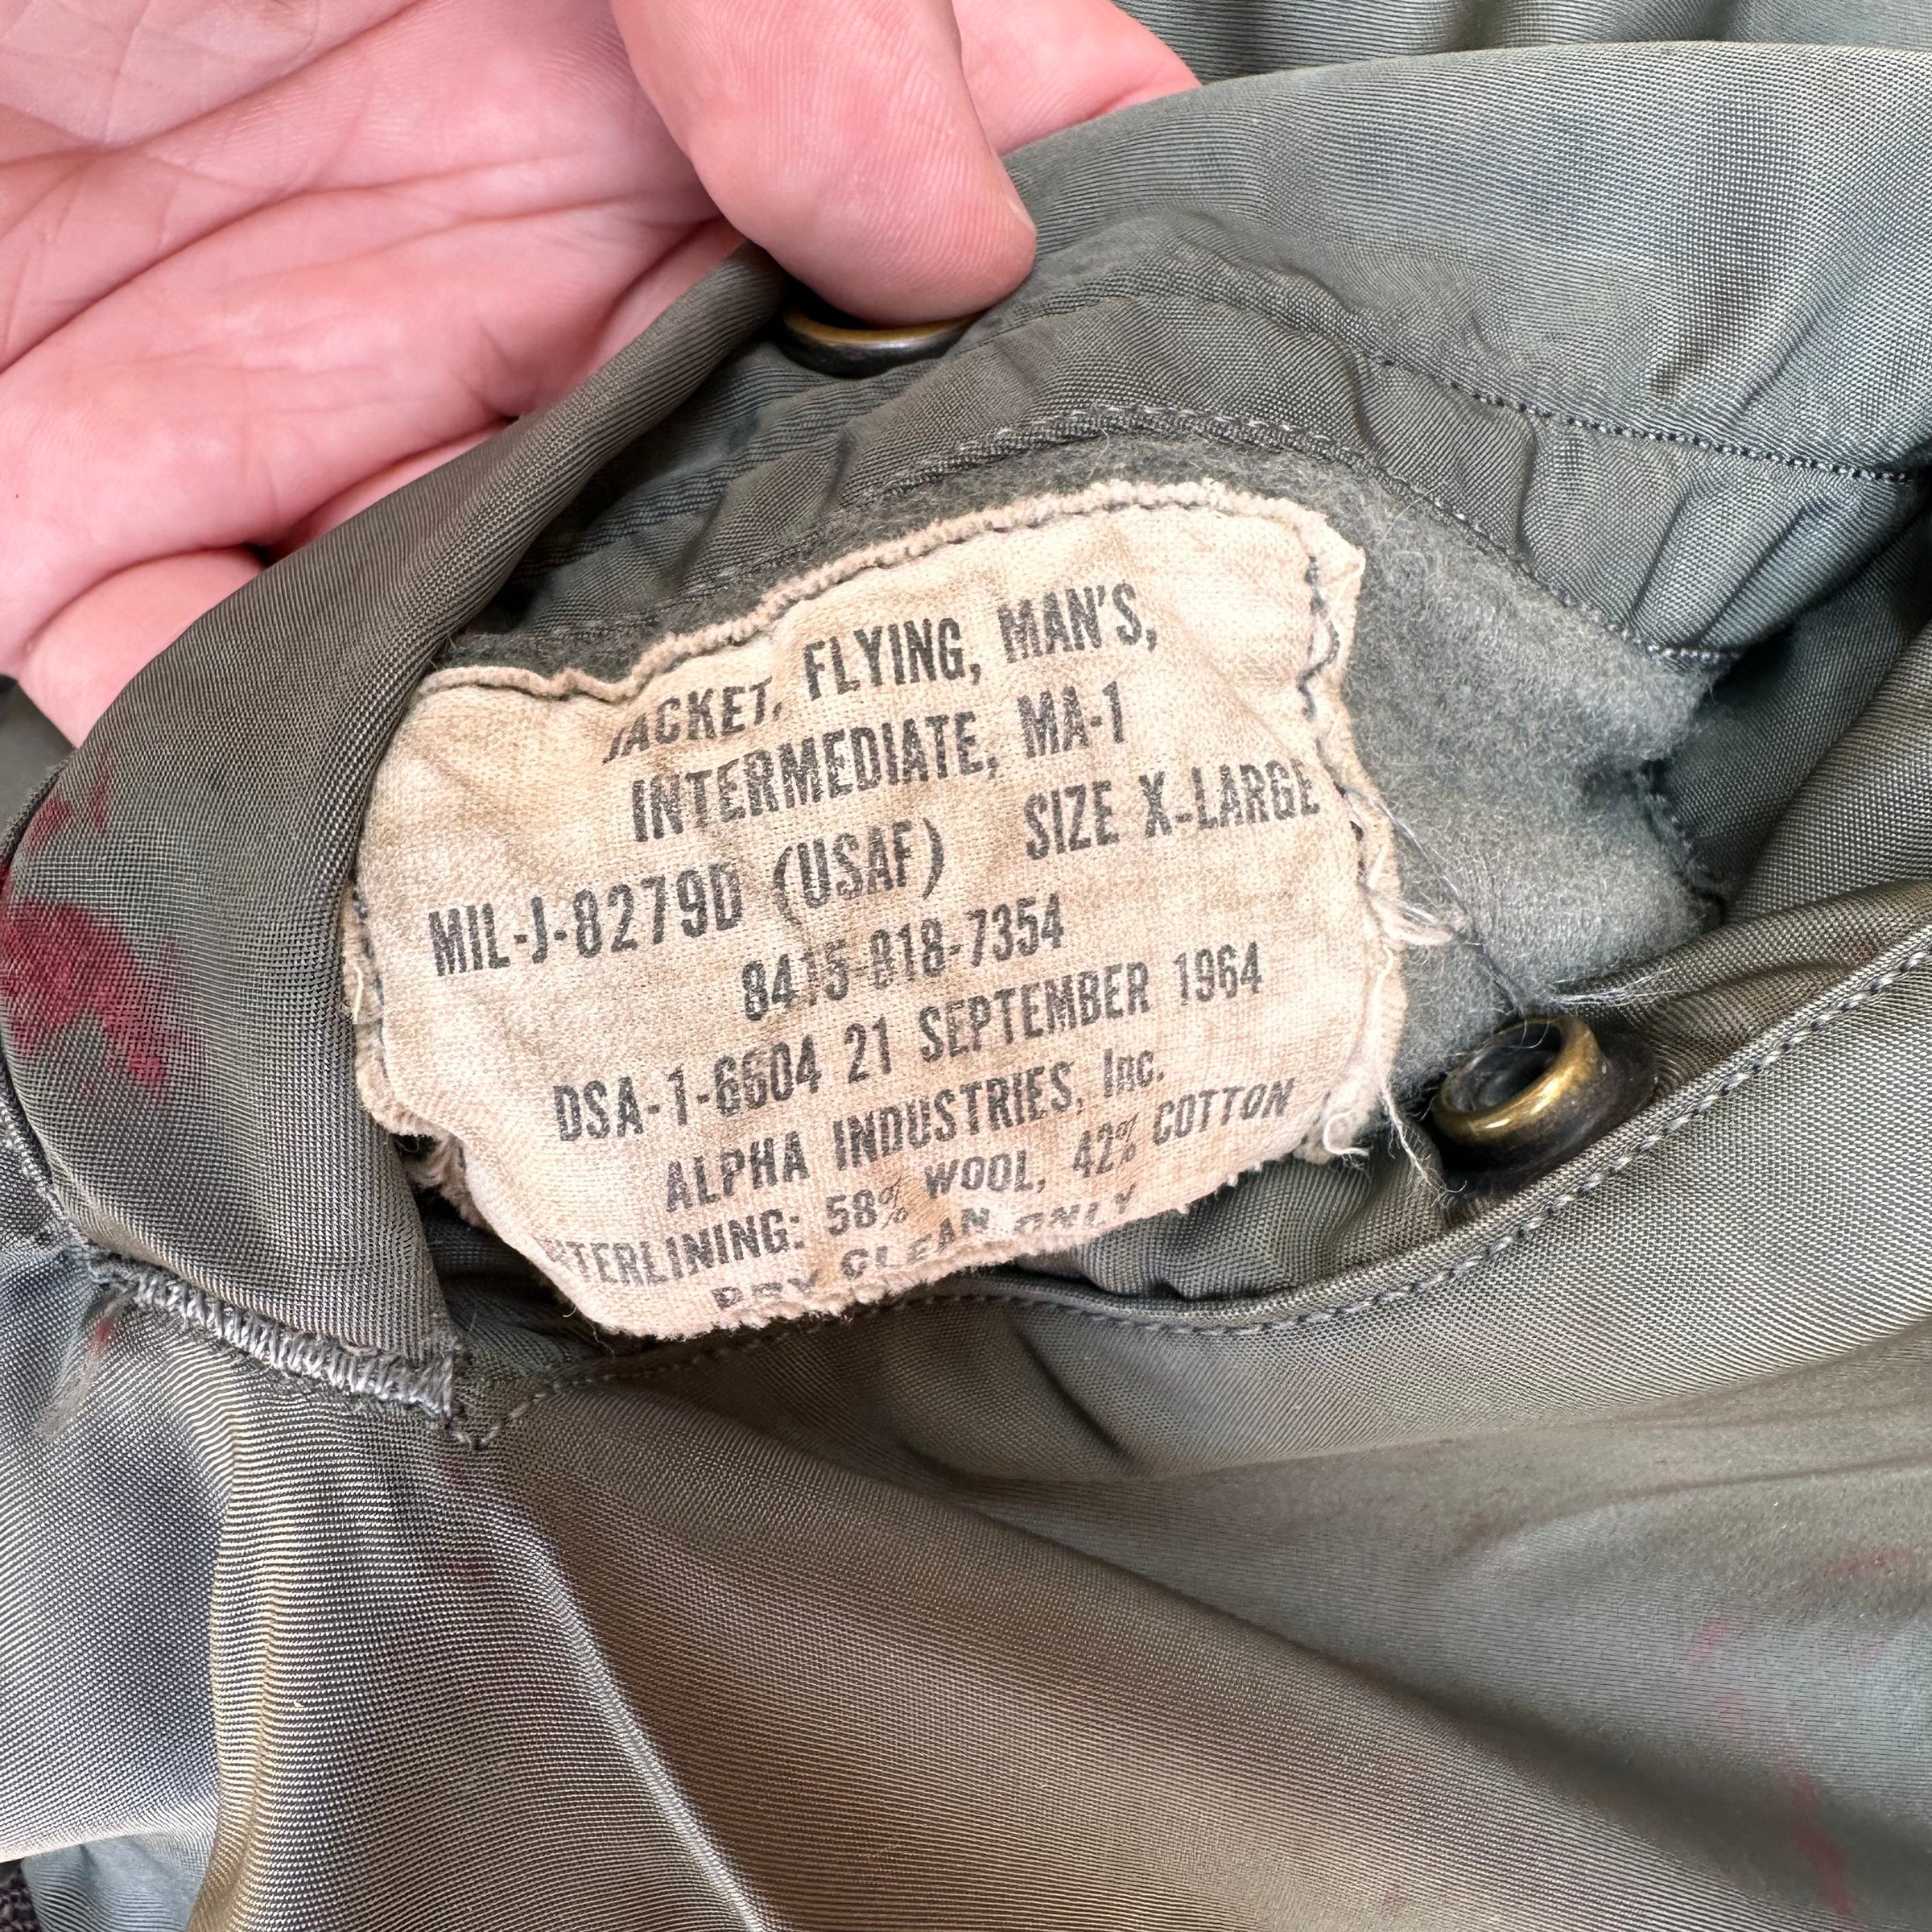 JACKET, FLYING, MAN'S,
INTERMEDIATE, MA-1
MIL-J-8279D (USAF) SIZE X-LARGE
8415-818-7354
DSA-1-6604 21 SEPTEMBER 1964
ALPHA INDUSTRIES, Inc.
NTERLINING: 58% WOOL, 42% COTTON
DRY CLEAN ONLY